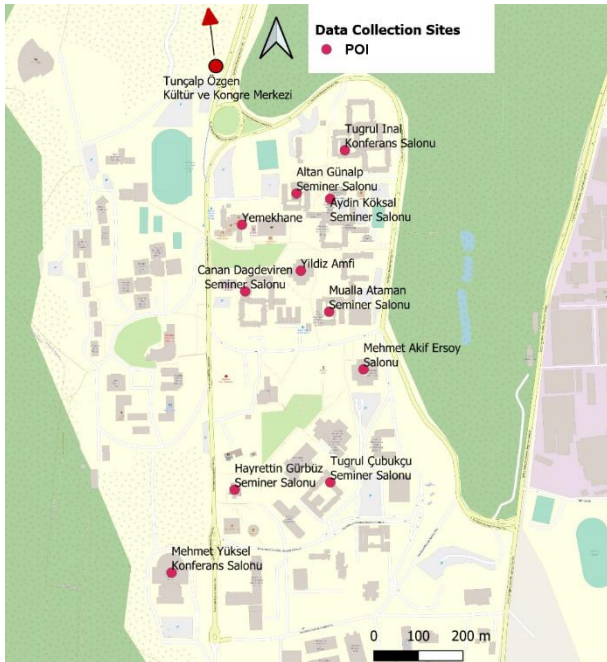 Data Collection Sites
POI
Tunçalp Özgen
Kültür ve Kongre Merkezi
Tugrul Inal
Konferans Salonu
Altan Günalp
Seminer Salonu
Aydin Köksal
Seminer Salonu
Yemekhane
Canan Dagdeviren
Seminer Salonu
Yildiz Amfi
Mualla Ataman
Seminer Salonu
Mehmet Akif Ersoy
Salonu
Hayrettin Gürbüz
Seminer Salonu
Tugrul Çubukçu
Seminer Salonu
Mehmet Yüksel
Konferans Salonu
0 100 200 m